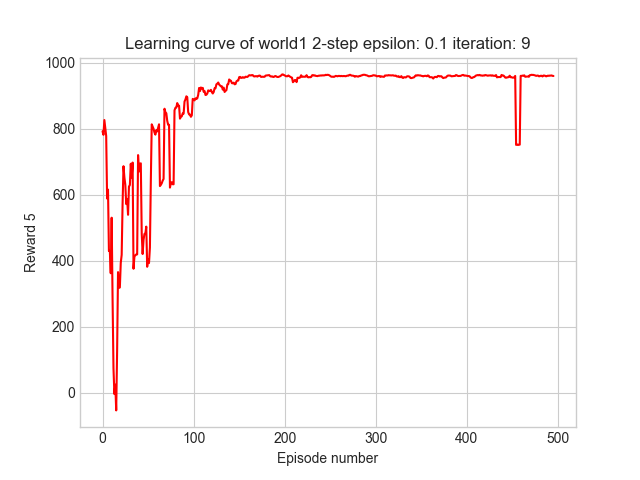 Learning curve of world1 2-step epsilon: 0.1 iteration: 9
1000
800
600
400
200
0
Reward 5
0 100 200 300 400 500
Episode number